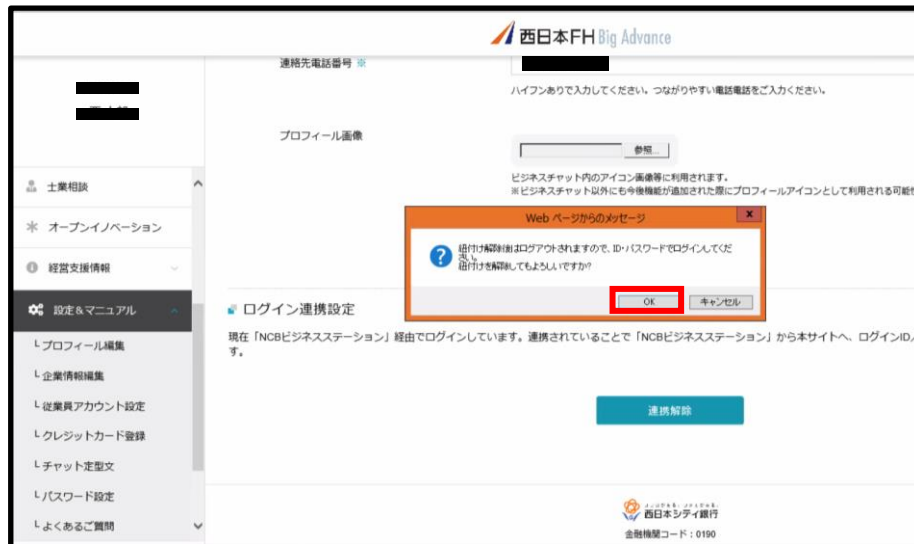 西日本FH Big Advance
連絡先電話番号 ※
ハイフンありで入力してください。つながりやすい電話電話をご入力ください。
プロフィール画像
参照...
ビジネスチャット内のアイコン画像等に利用されます。
※ビジネスチャット以外にも今後機能が追加された際にプロフィールアイコンとして利用される可能性
士業相談
オープンイノベーション
経営支援情報
設定&マニュアル
└プロフィール編集
└企業情報編集
└従業員アカウント設定
└クレジットカード登録
└チャット定型文
└パスワード設定
└よくあるご質問
Web ページからのメッセージ
x
紐付け解除後はログアウトされますので、ID・パスワードでログインしてくだ
さい。
紐付けを解除してもよろしいですか?
OK
キャンセル
ログイン連携設定
現在「NCBビジネスステーション」経由でログインしています。連携されていることで「NCBビジネスステーション」から本サイトへ、ログインID/
す。
連携解除
西日本シティ銀行
金融機関コード:0190